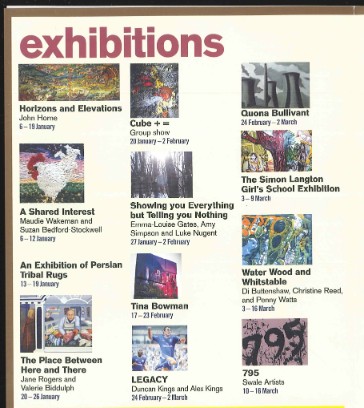 exhibitions
Horizons and Elevations
John Horne
6 – 19 January
A Shared Interest
Maudie Wakeman and
Suzan Bedford-Stockwell
6 – 12 January
An Exhibition of Persian
Tribal Rugs
13 – 19 January
The Place Between
Here and There
Jane Rogers and
Valerie Biddulph
20 – 26 January
Cube + =
Group show
20 January – 2 February
Showing you Everything
but Telling you Nothing
Emma-Louise Gates, Amy
Simpson and Luke Nugent
27 January – 2 February
Tina Bowman
17 – 23 February
LEGACY
Duncan Kings and Alex Kings
24 February – 2 March
Quona Bullivant
24 February – 2 March
The Simon Langton
Girl's School Exhibition
3 – 9 March
Water Wood and
Whitstable
Di Buttenshaw, Christine Reed,
and Penny Watts
3 – 16 March
795
795
Swale Artists
10 – 16 March